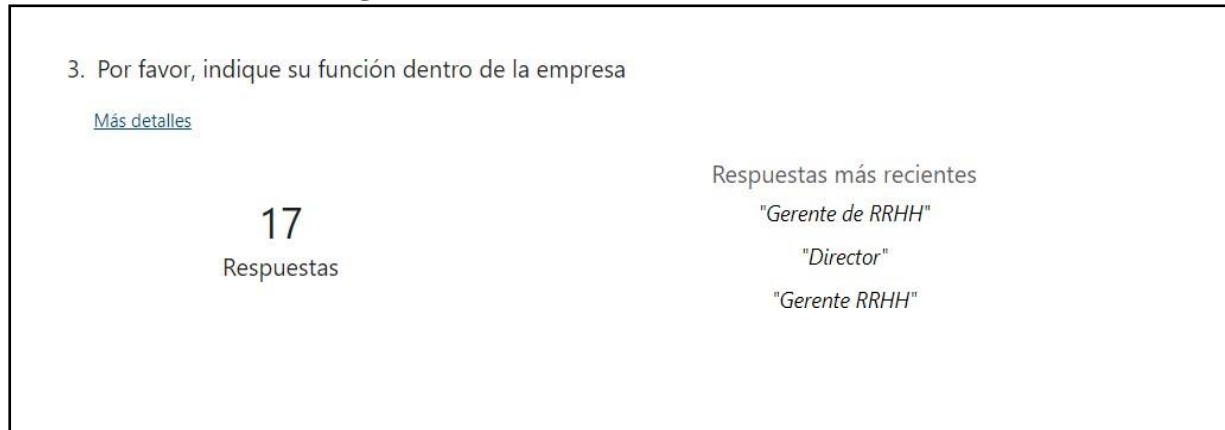 3. Por favor, indique su función dentro de la empresa
Más detalles
17
Respuestas
Respuestas más recientes
"Gerente de RRHH"
"Director"
"Gerente RRHH"